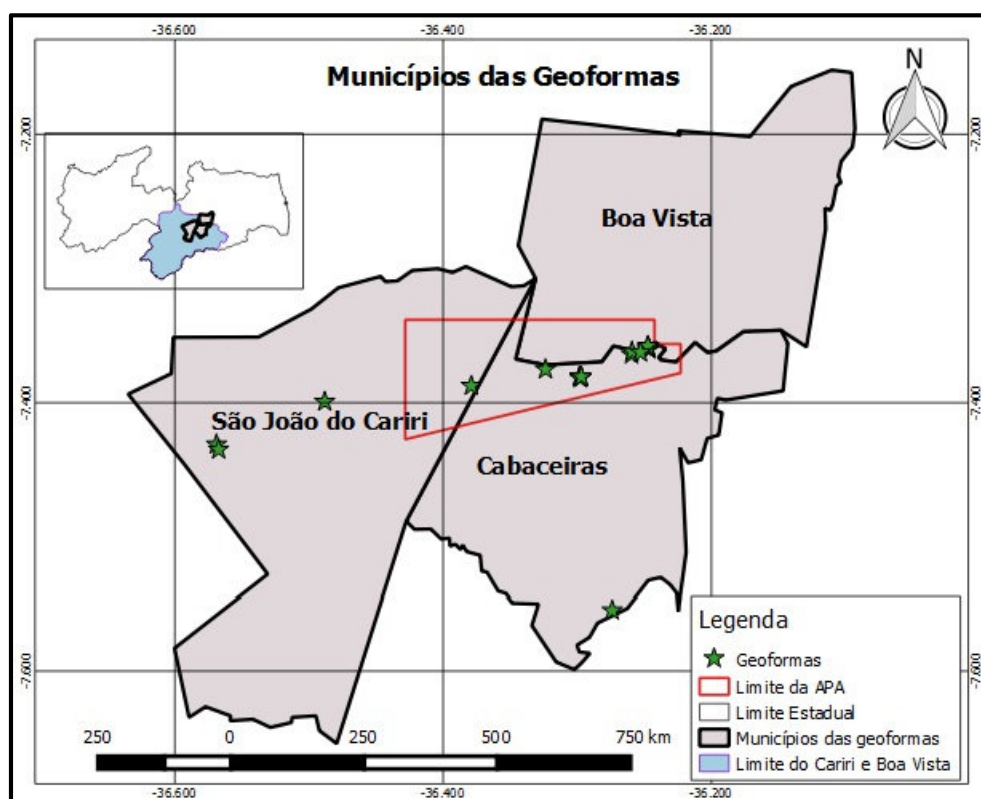 -36.600 -36.400 -36.200
Municípios das Geoformas
N
-7.200 -7.200
Boa Vista
-7.400 -7.400
São João do Cariri
Cabaceiras
Legenda
Geoformas
-7.600 -7.600
Limite da APA
Limite Estadual
250 0 250 500 750 km
Municípios das geoformas
Limite do Cariri e Boa Vista
-36.600 -36.400 -36.200